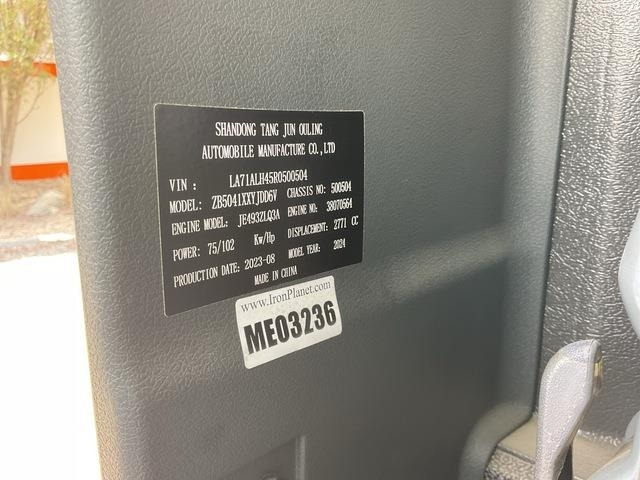 SHANDONG TANG JUN OULING
AUTOMOBILE MANUFACTURE CO.,LTD
VIN: LA71ALH45R0500504
MODEL: ZB5041XXYJDD6V CHASSIS NO: 500504
ENGINE MODEL: JE493ZLQ3A ENGINE NO: 38070564
POWER: 75/102 Kw/Hp DISPLACEMENT: 2771 CC
PRODUCTION DATE: 2023-08 MODEL YEAR: 2024
MADE IN CHINA
www.IronPlanet.com
ME03236